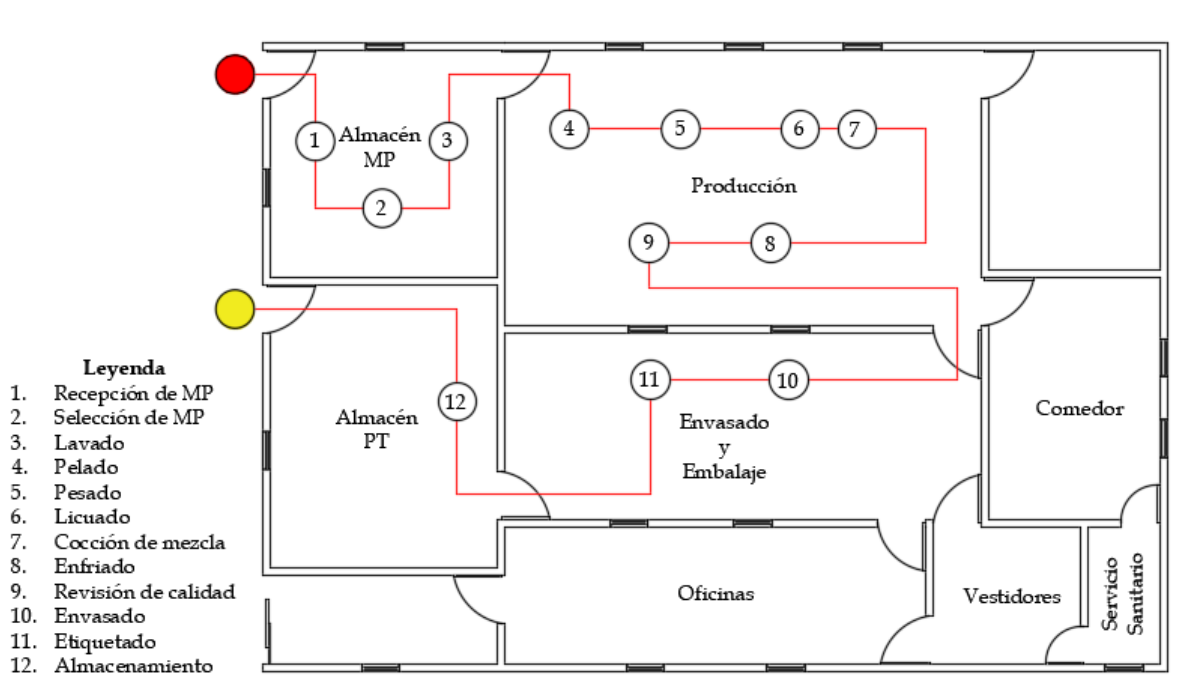 1
Almacén
MP
3
2
4
5
6
7
Producción
9
8
Leyenda
1. Recepción de MP
2. Selección de MP
3. Lavado
4. Pelado
5. Pesado
6. Licuado
7. Cocción de mezcla
8. Enfriado
9. Revisión de calidad
10. Envasado
11. Etiquetado
12. Almacenamiento
12
Almacén
PT
11
10
Envasado
y
Embalaje
Comedor
Oficinas
Vestidores
Servicio
Sanitario